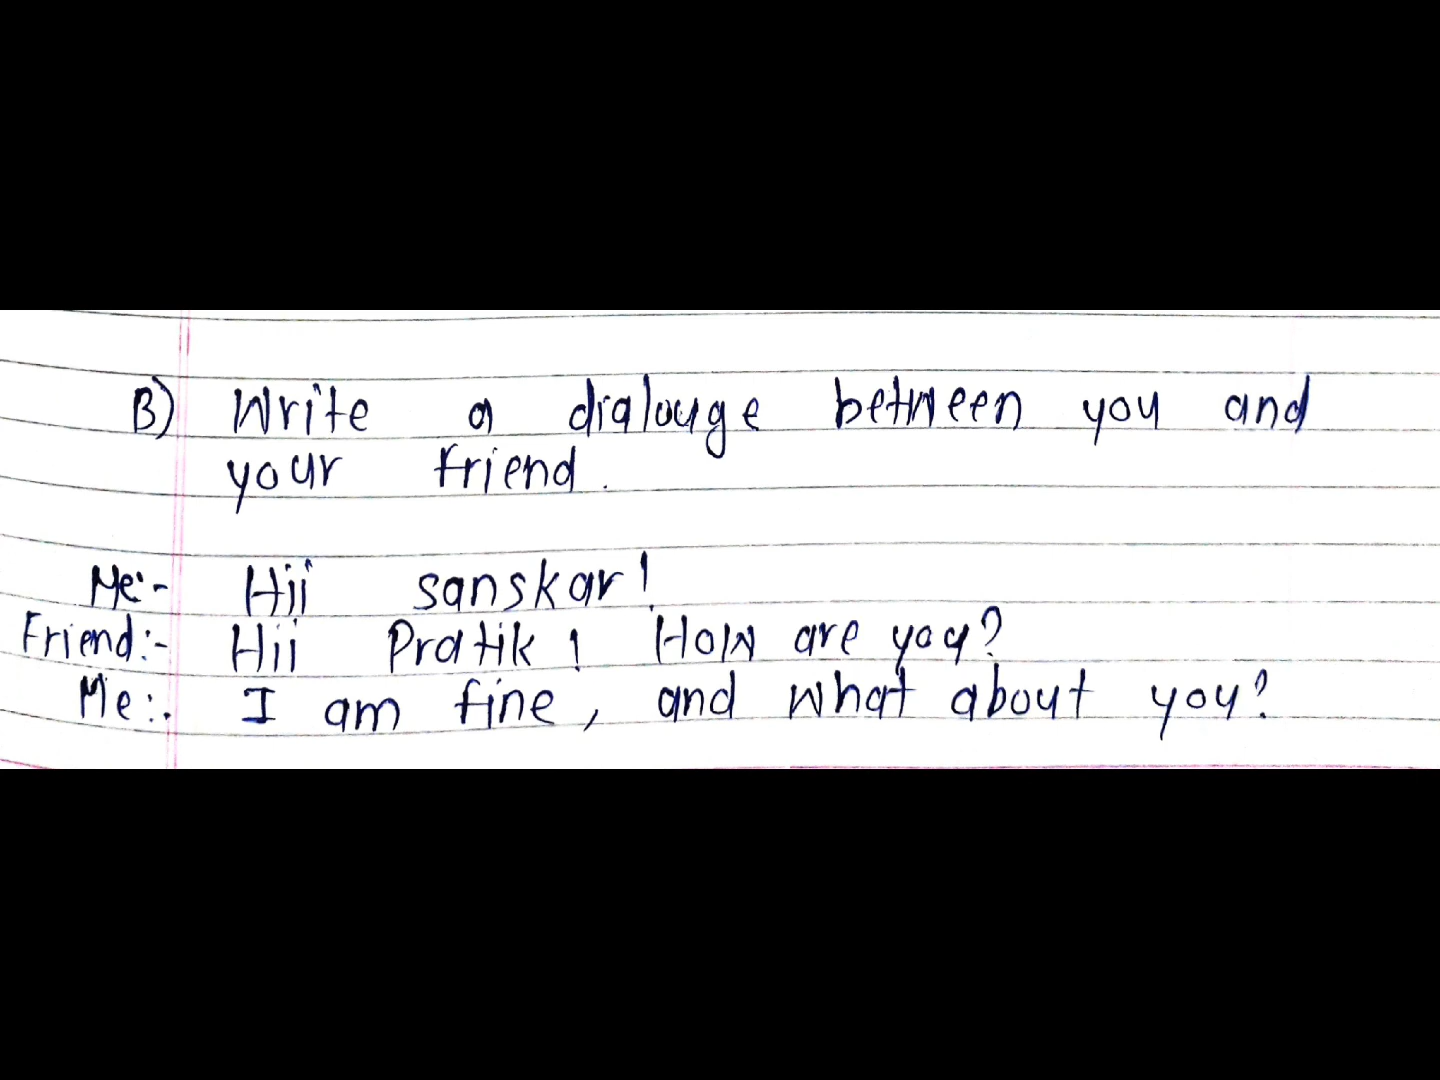 B) Write a dialouge between you and
your friend.
Me:- Hii sanskar!
Friend:- Hii Pratik! How are you?
Me:- I am fine, and what about you?